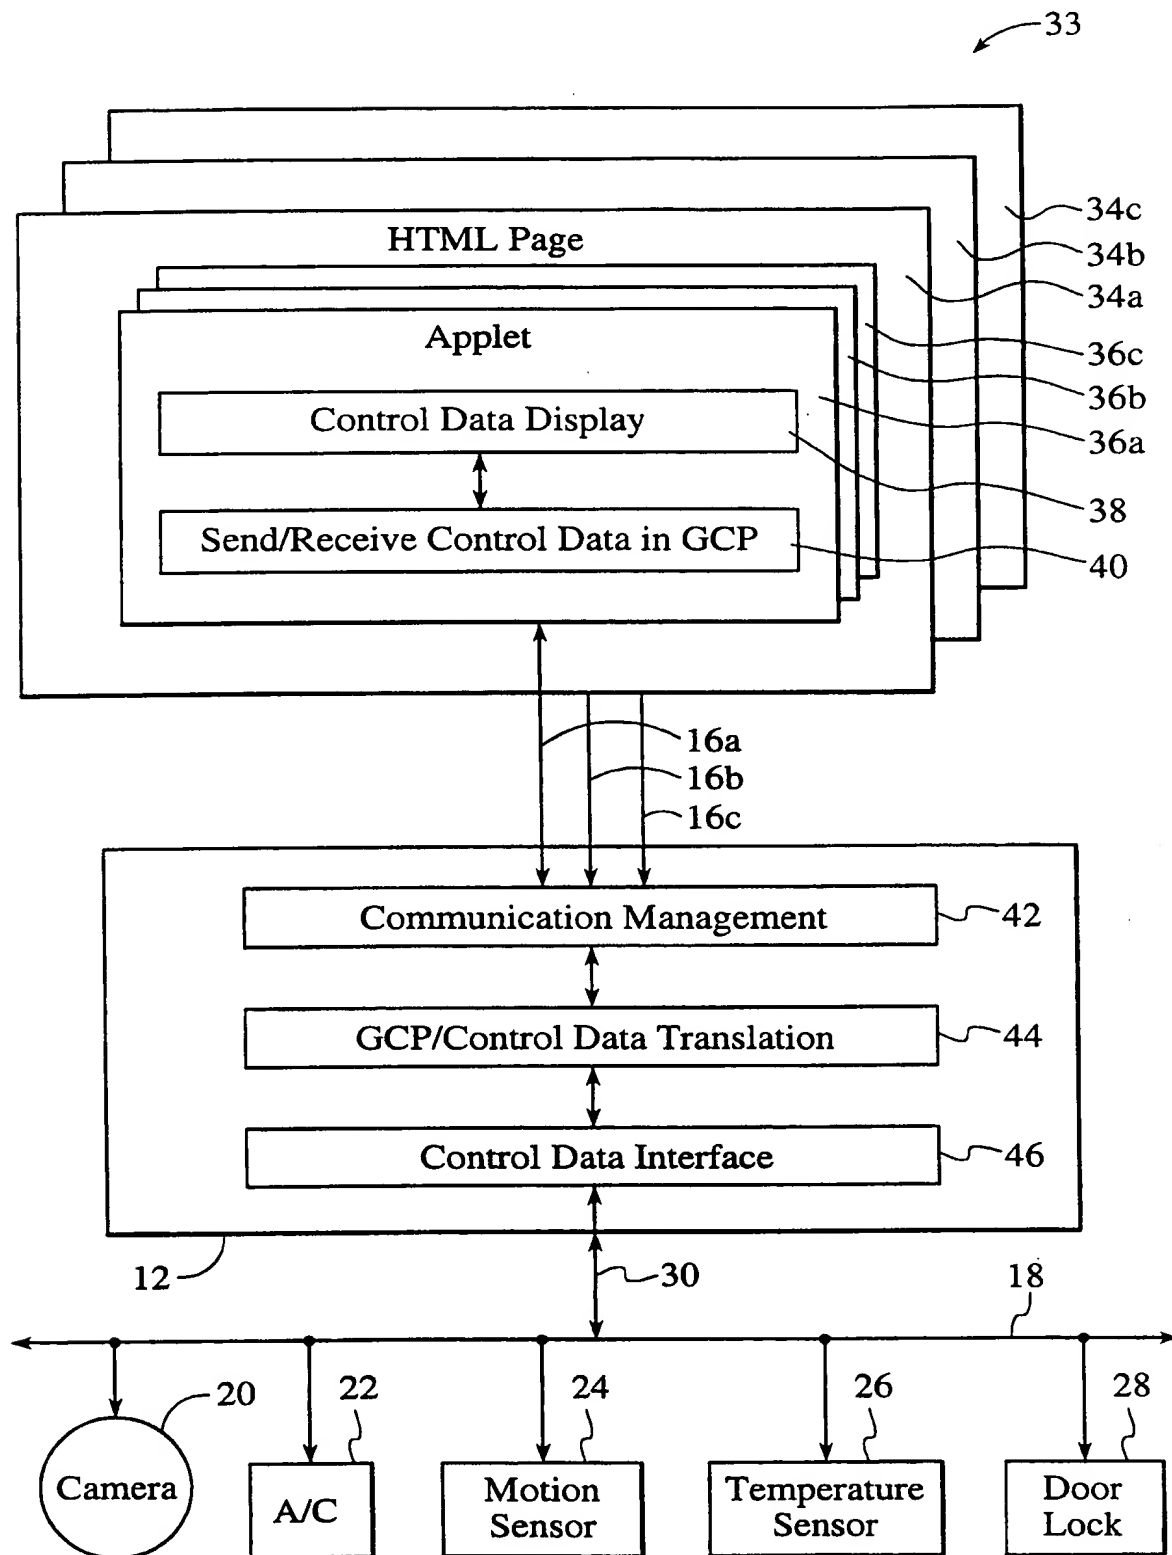 33
34c
HTML Page
34b
34a
Applet
36c
36b
Control Data Display
36a
38
Send/Receive Control Data in GCP
40
16a
16b
16c
Communication Management
42
GCP/Control Data Translation
44
Control Data Interface
46
12
30
18
20
22
24
26
28
Camera
A/C
Motion
Sensor
Temperature
Sensor
Door
Lock